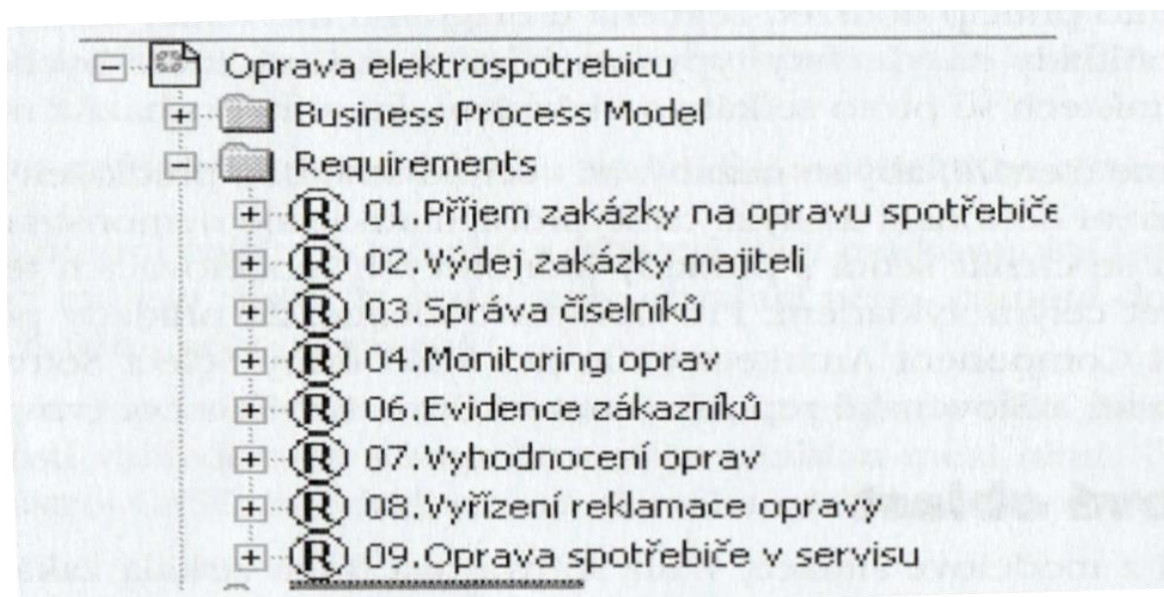 Oprava elektrospotrebicu
Business Process Model
Requirements
R 01.Příjem zakázky na opravu spotřebiče
R 02.Výdej zakázky majiteli
R 03.Správa číselníků
R 04.Monitoring oprav
R 06.Evidence zákazníků
R 07.Vyhodnocení oprav
R 08.Vyřízení reklamace opravy
R 09.Oprava spotřebiče v servisu